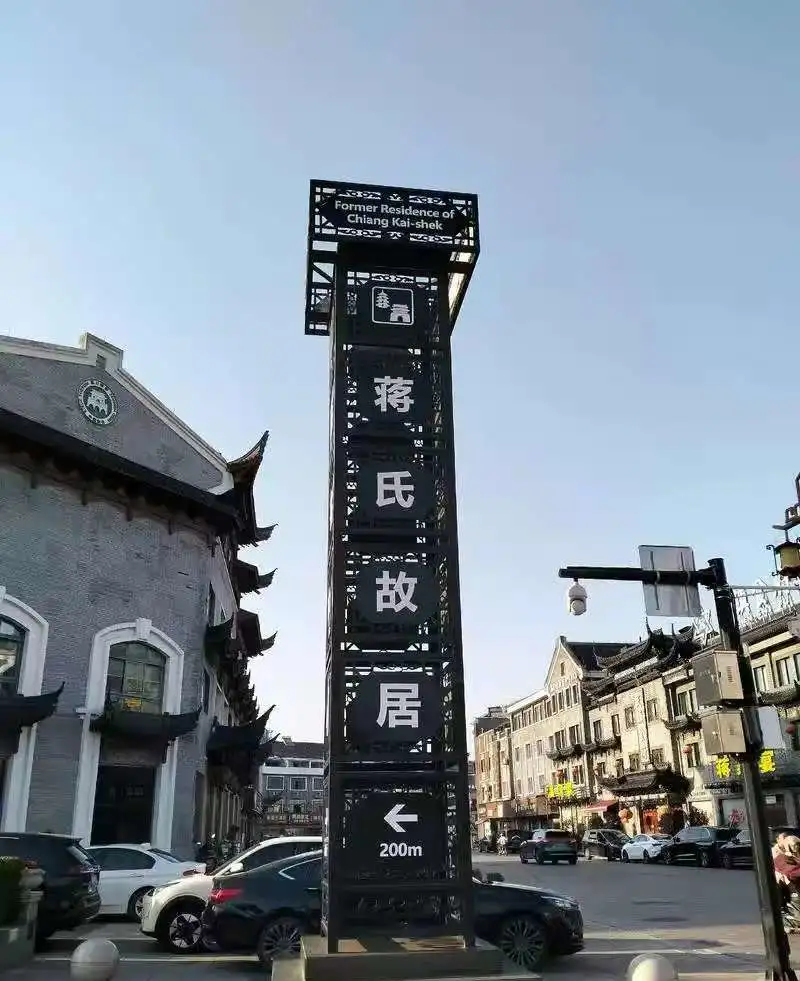 Former Residence of
Chiang Kai-shek
蒋
氏
故
居
←
200m